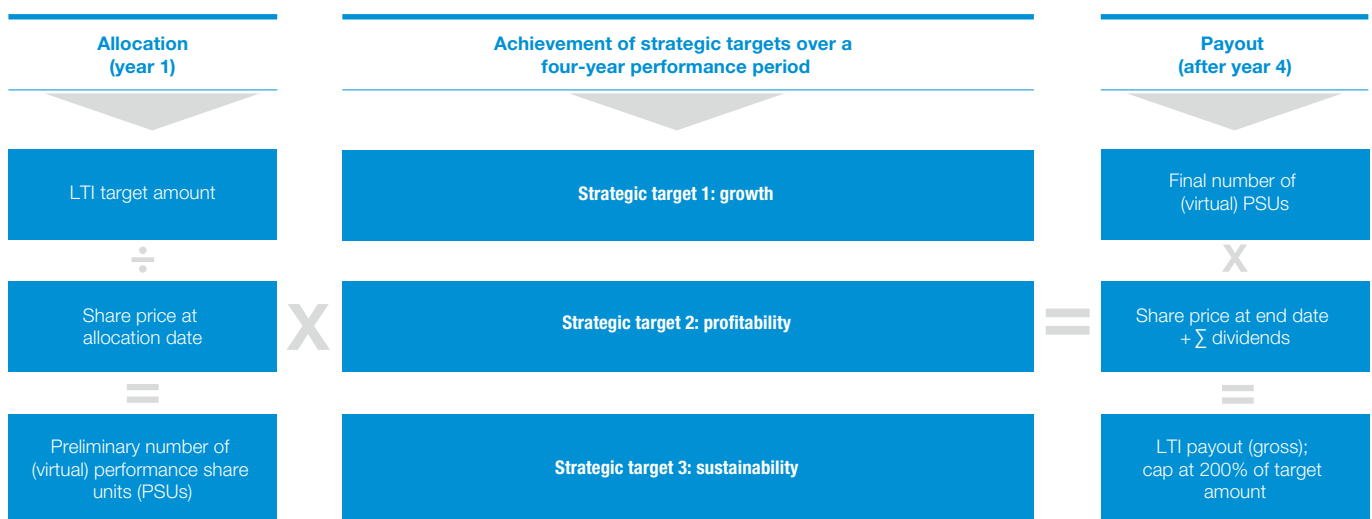 Allocation
(year 1)
LTI target amount
÷
Share price at
allocation date
=
Preliminary number of
(virtual) performance share
units (PSUs)
X
Achievement of strategic targets over a
four-year performance period
Strategic target 1: growth
Strategic target 2: profitability
Strategic target 3: sustainability
=
Payout
(after year 4)
Final number of
(virtual) PSUs
X
Share price at end date
+ ∑ dividends
=
LTI payout (gross);
cap at 200% of target
amount